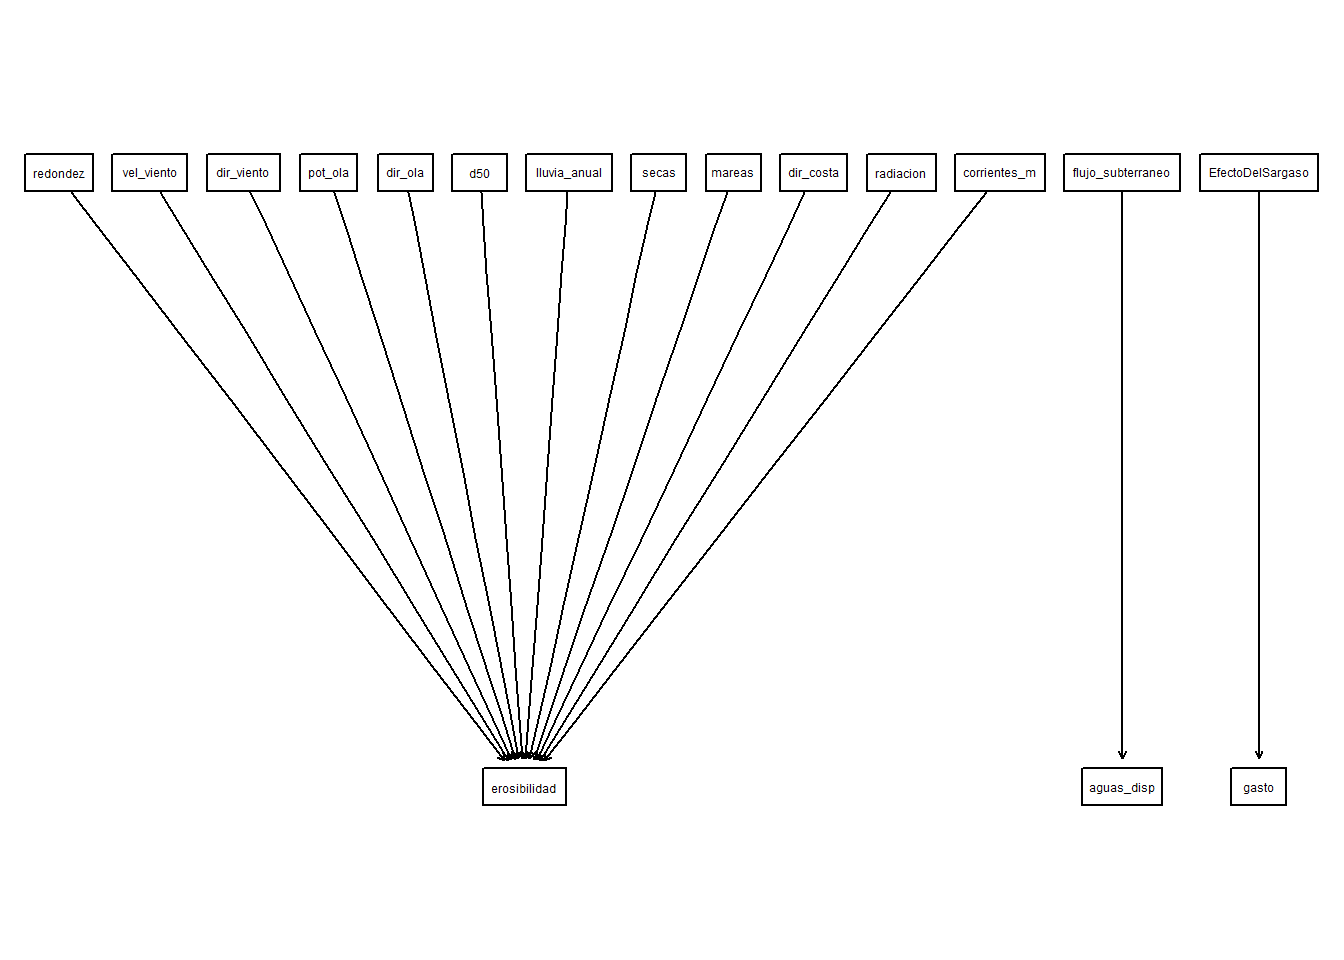 redondez
vel_viento
dir_viento
pot_ola
dir_ola
d50
lluvia_anual
secas
mareas
dir_costa
radiacion
corrientes_m
flujo_subterraneo
EfectoDelSargaso
erosibilidad
aguas_disp
gasto